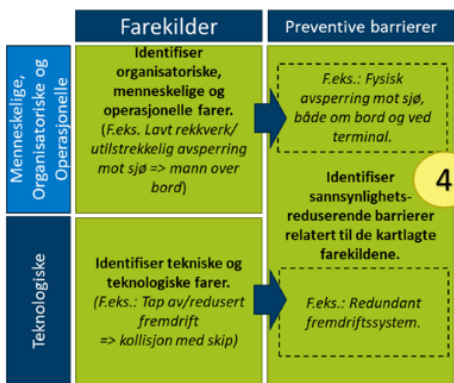 Farekilder
Preventive barrierer
Menneskelige,
Organisatoriske og
Operasjonelle
Identifiser
organisatoriske,
menneskelige og
operasjonelle farer.
(F.eks. Lavt rekkverk/
utilstrekkelig avsperring
mot sjø => mann over
bord)
F.eks.: Fysisk
avsperring mot sjø,
både om bord og ved
terminal.
4
Identifiser
sannsynlighets-
reduserende barrierer
relatert til de kartlagte
farekildene.
Teknologiske
Identifiser tekniske og
teknologiske farer.
(F.eks.: Tap av/redusert
fremdrift
=> kollisjon med skip)
F.eks.: Redundant
fremdriftssystem.